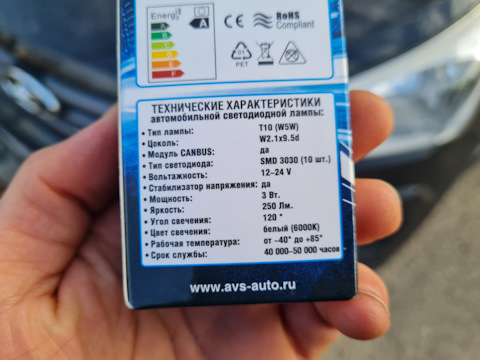 Energy
A
CE
RoHS
Compliant
01
PET
ТЕХНИЧЕСКИЕ ХАРАКТЕРИСТИКИ
автомобильной светодиодной лампы:
• Тип лампы: T10 (W5W)
• Цоколь: W2.1x9.5d
• Модуль CANBUS: да
• Тип светодиода: SMD 3030 (10 шт.)
• Вольтажность: 12–24 V
• Стабилизатор напряжения: да
• Мощность: 3 Вт.
• Яркость: 250 Лм.
• Угол свечения: 120 °
• Цвет свечения: белый (6000К)
• Рабочая температура: от –40° до +85°
• Срок службы: 40 000–50 000 часов
www.avs-auto.ru